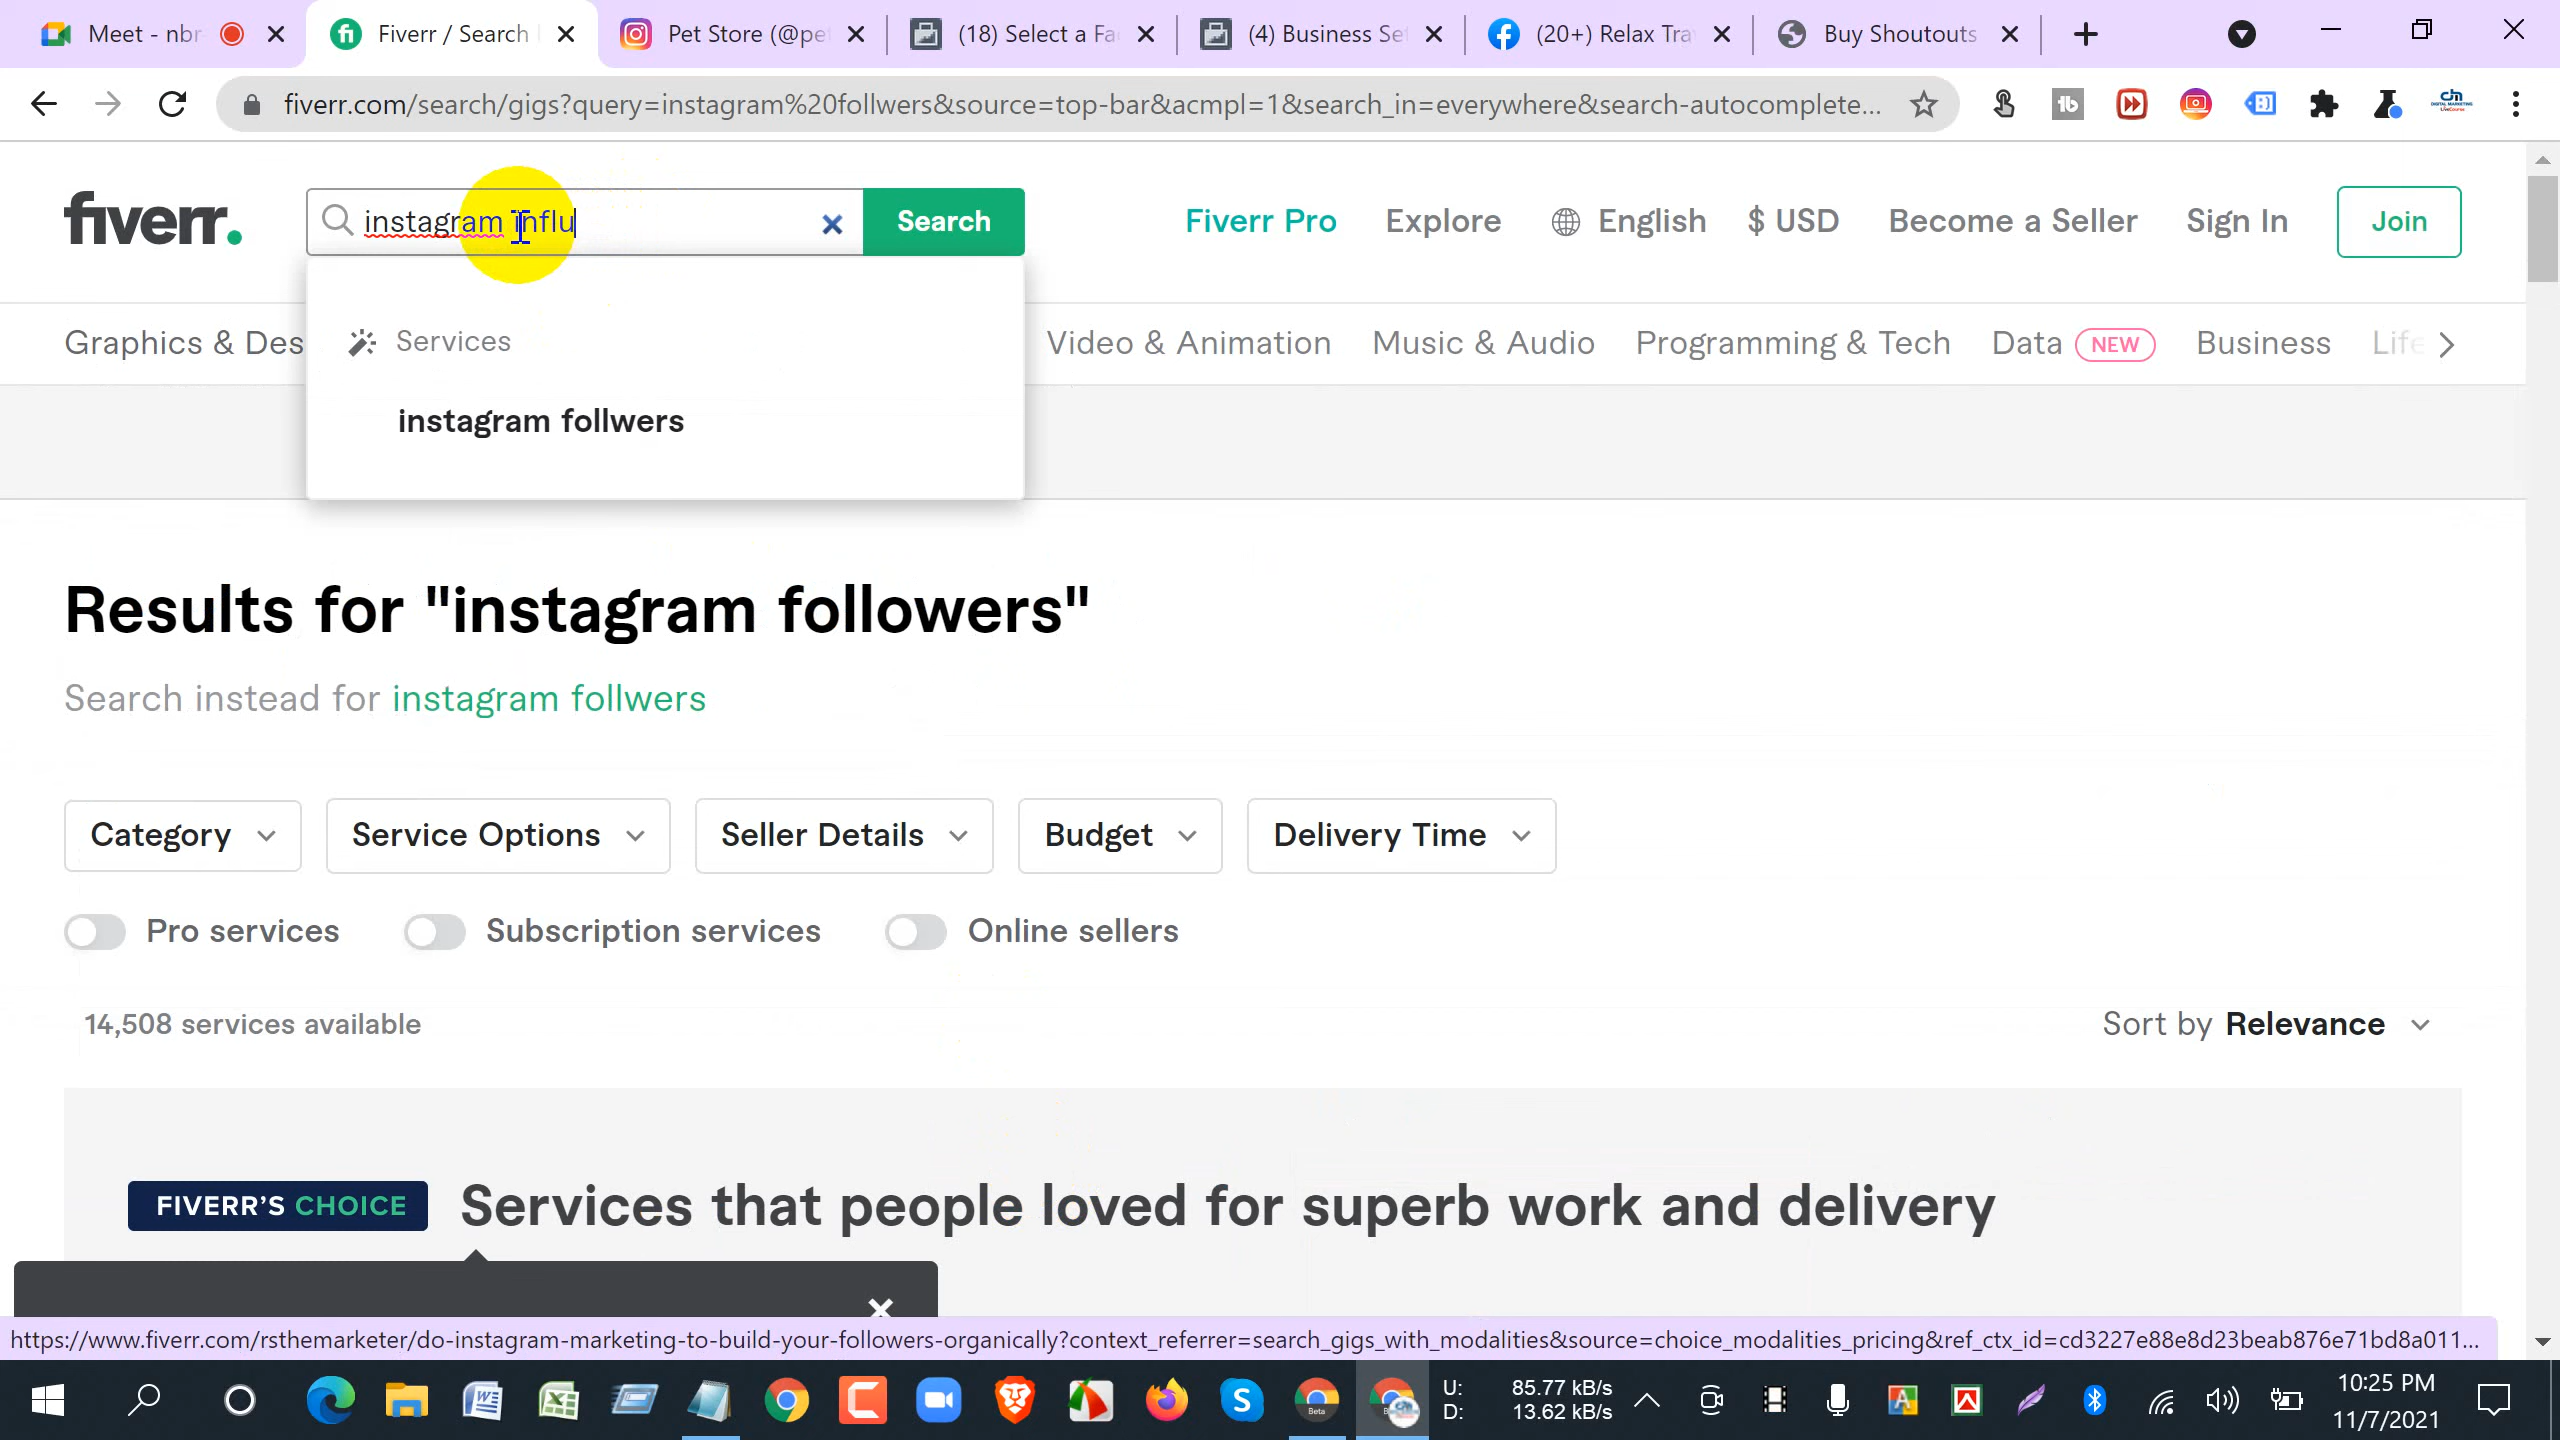 Meet - nbr
Fiverr / Search
Pet Store (@pe
(18) Select a Fa
(4) Business Se
(20+) Relax Tra
Buy Shoutouts
fiverr.com/search/gigs?query=instagram%20follwers&source=top-bar&acmpl=1&search_in=everywhere&search-autocomplete...
fiverr.
instagram influ
Search
Fiverr Pro
Explore
English
$ USD
Become a Seller
Sign In
Join
Graphics & Des
Video & Animation
Music & Audio
Programming & Tech
Data NEW
Business
Life
Services
instagram follwers
Results for "instagram followers"
Search instead for instagram follwers
Category
Service Options
Seller Details
Budget
Delivery Time
Pro services
Subscription services
Online sellers
14,508 services available
Sort by Relevance
FIVERR'S CHOICE
Services that people loved for superb work and delivery
https://www.fiverr.com/rsthemarketer/do-instagram-marketing-to-build-your-followers-organically?context_referrer=search_gigs_with_modalities&source=choice_modalities_pricing&ref_ctx_id=cd3227e88e8d23beab876e71bd8a011...
U: 85.77 kB/s
D: 13.62 kB/s
10:25 PM
11/7/2021